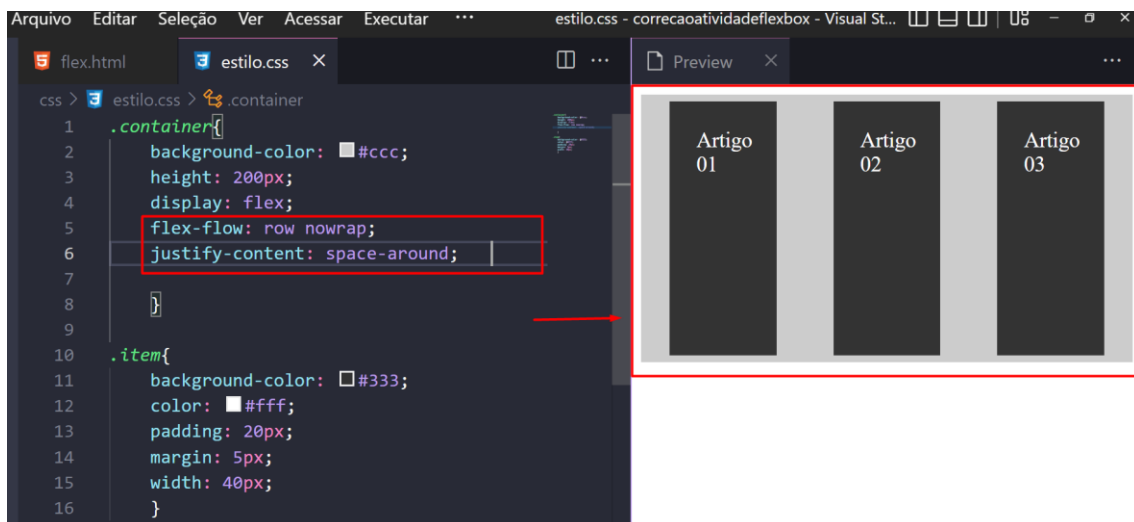 Arquivo Editar Seleção Ver Acessar Executar ··· estilo.css - correcaoatividadeflexbox - Visual St...
flex.html estilo.css × ··· Preview × ···
css > estilo.css > .container
1 .container{
2 background-color: #ccc;
3 height: 200px;
4 display: flex;
5 flex-flow: row nowrap;
6 justify-content: space-around;
7
8 }
9
10 .item{
11 background-color: #333;
12 color: #fff;
13 padding: 20px;
14 margin: 5px;
15 width: 40px;
16 }
Artigo
01
Artigo
02
Artigo
03